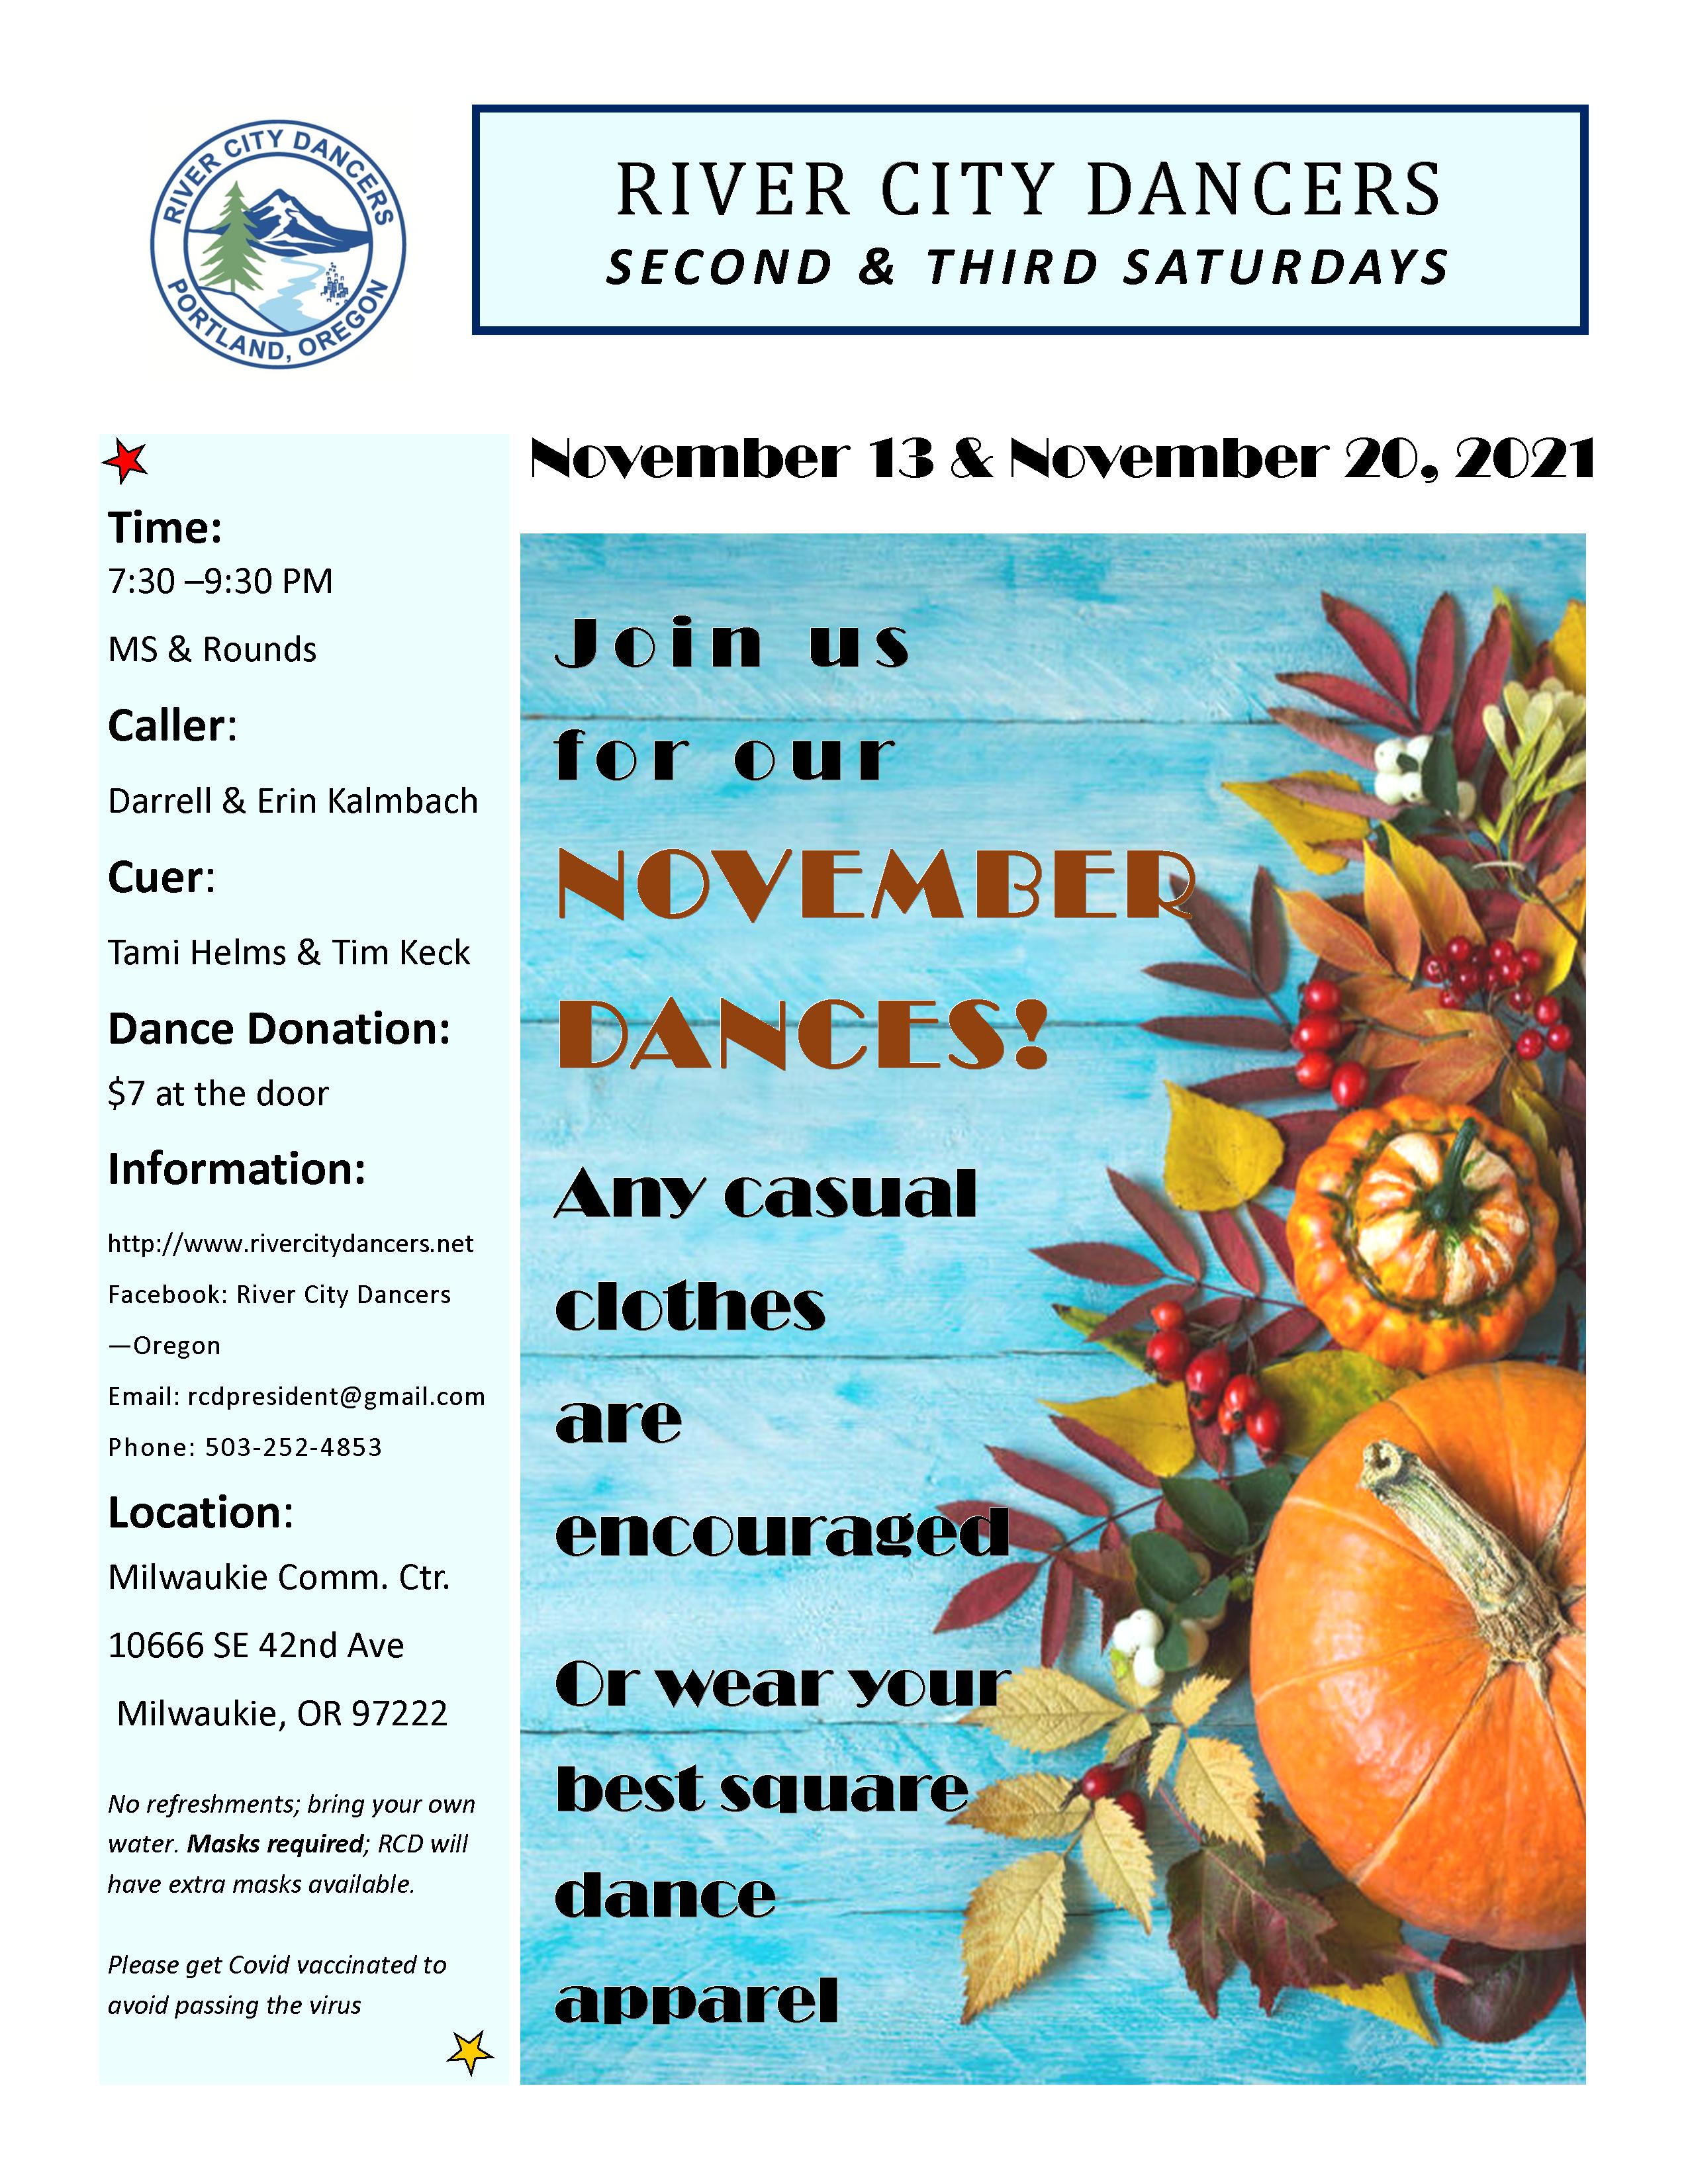 RIVER CITY DANCERS
PORTLAND, OREGON
RIVER CITY DANCERS
SECOND & THIRD SATURDAYS
November 13 & November 20, 2021
Time:
7:30 –9:30 PM
MS & Rounds
Caller:
Darrell & Erin Kalmbach
Cuer:
Tami Helms & Tim Keck
Dance Donation:
$7 at the door
Information:
http://www.rivercitydancers.net
Facebook: River City Dancers
—Oregon
Email: rcdpresident@gmail.com
Phone: 503-252-4853
Location:
Milwaukie Comm. Ctr.
10666 SE 42nd Ave
Milwaukie, OR 97222
No refreshments; bring your own
water. Masks required; RCD will
have extra masks available.
Please get Covid vaccinated to
avoid passing the virus
Join us
for our
NOVEMBER
DANCES!
Any casual
clothes
are
encouraged
Or wear your
best square
dance
apparel